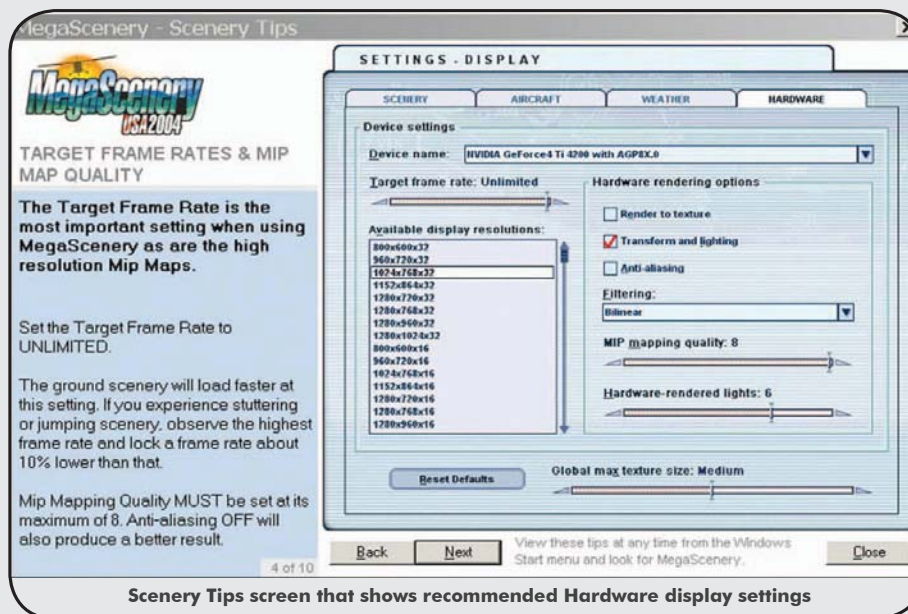 MegaScenery - Scenery Tips
MegaScenery
USA2004
TARGET FRAME RATES & MIP
MAP QUALITY
The Target Frame Rate is the
most important setting when using
MegaScenery as are the high
resolution Mip Maps.
Set the Target Frame Rate to
UNLIMITED.
The ground scenery will load faster at
this setting. If you experience stuttering
or jumping scenery, observe the highest
frame rate and lock a frame rate about
10% lower than that.
Mip Mapping Quality MUST be set at its
maximum of 8. Anti-aliasing OFF will
also produce a better result.
4 of 10
SETTINGS - DISPLAY
SCENERY AIRCRAFT WEATHER HARDWARE
Device settings
Device name: NVIDIA GeForce4 Ti 4200 with AGP8X.0
Target frame rate: Unlimited
Available display resolutions:
800x600x32
960x720x32
1024x768x32
1152x864x32
1280x720x32
1280x768x32
1280x960x32
1280x1024x32
800x600x16
960x720x16
1024x768x16
1152x864x16
1280x720x16
1280x768x16
1280x960x16
Hardware rendering options
Render to texture
Transform and lighting
Anti-aliasing
Filtering:
Bilinear
MIP mapping quality: 8
Hardware-rendered lights: 6
Reset Defaults
Global max texture size: Medium
Back
Next
View these tips at any time from the Windows
Start menu and look for MegaScenery.
Close
Scenery Tips screen that shows recommended Hardware display settings